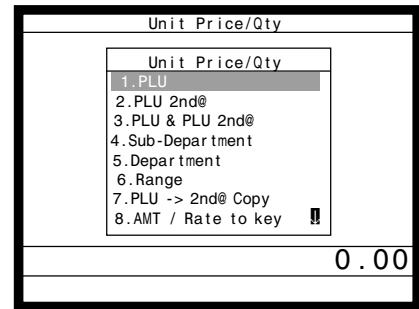 Unit Price/Qty
Unit Price/Qty
1.PLU
2.PLU 2nd@
3.PLU & PLU 2nd@
4.Sub-Department
5.Department
6.Range
7.PLU -> 2nd@ Copy
8.AMT / Rate to key
0.00